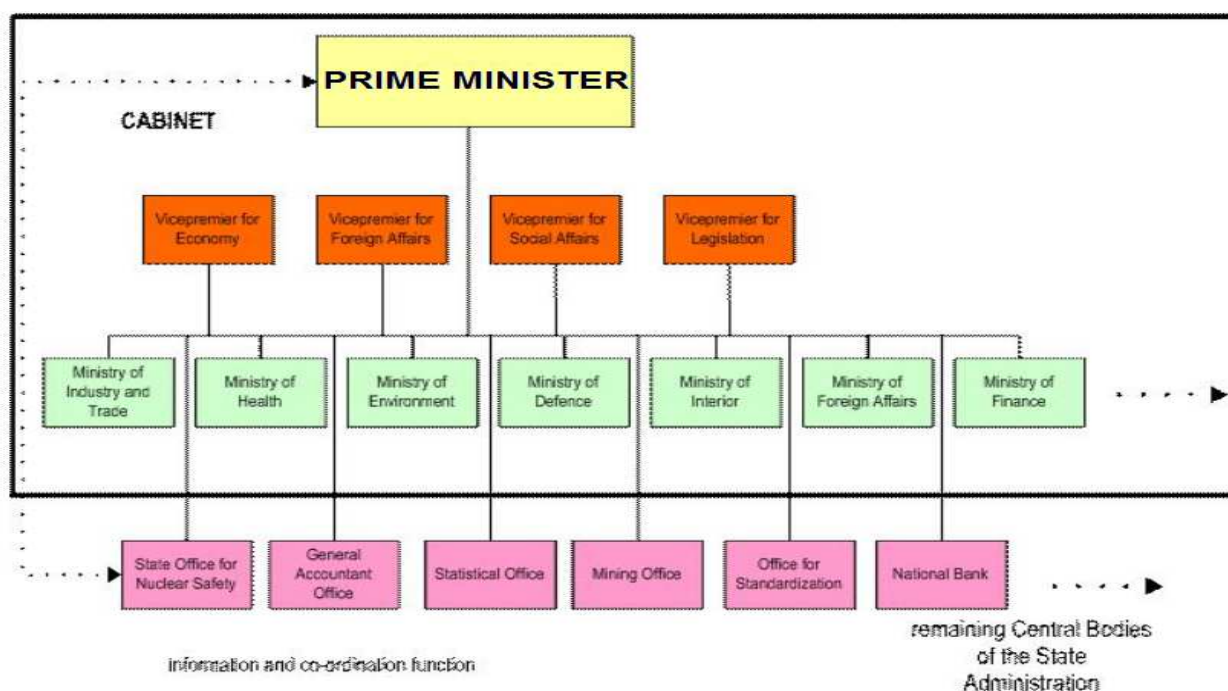 PRIME MINISTER
CABINET
Vicepremier for
Economy
Vicepremier for
Foreign Affairs
Vicepremier for
Social Affairs
Vicepremier for
Legislation
Ministry of
Industry and
Trade
Ministry of
Health
Ministry of
Environment
Ministry of
Defence
Ministry of
Interior
Ministry of
Foreign Affairs
Ministry of
Finance
State Office for
Nuclear Safety
General
Accountant
Office
Statistical Office
Mining Office
Office for
Standardization
National Bank
remaining Central Bodies
of the State
Administration
information and co-ordination function